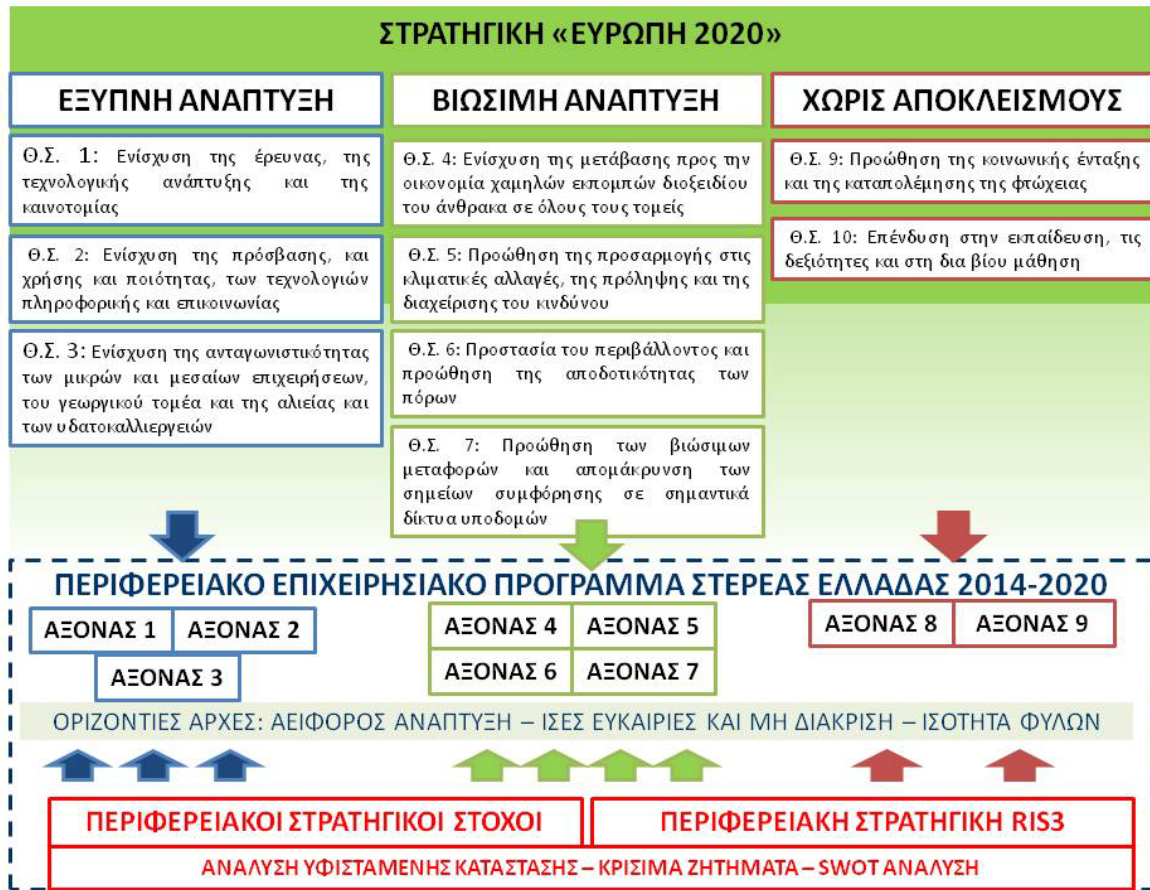 ΣΤΡΑΤΗΓΙΚΗ «ΕΥΡΩΠΗ 2020»
ΕΞΥΠΝΗ ΑΝΑΠΤΥΞΗ
Θ.Σ. 1: Ενίσχυση της έρευνας, της
τεχνολογικής ανάπτυξης και της
καινοτομίας
Θ.Σ. 2: Ενίσχυση της πρόσβασης, και
χρήσης και ποιότητας, των τεχνολογιών
πληροφορικής και επικοινωνίας
Θ.Σ. 3: Ενίσχυση της ανταγωνιστικότητας
των μικρών και μεσαίων επιχειρήσεων,
του γεωργικού τομέα και της αλιείας και
των υδατοκαλλιεργειών
ΒΙΩΣΙΜΗ ΑΝΑΠΤΥΞΗ
Θ.Σ. 4: Ενίσχυση της μετάβασης προς την
οικονομία χαμηλών εκπομπών διοξειδίου
του άνθρακα σε όλους τους τομείς
Θ.Σ. 5: Προώθηση της προσαρμογής στις
κλιματικές αλλαγές, της πρόληψης και της
διαχείρισης του κινδύνου
Θ.Σ. 6: Προστασία του περιβάλλοντος και
προώθηση της αποδοτικότητας των
πόρων
Θ.Σ. 7: Προώθηση των βιώσιμων
μεταφορών και απομάκρυνση των
σημείων συμφόρησης σε σημαντικά
δίκτυα υποδομών
ΧΩΡΙΣ ΑΠΟΚΛΕΙΣΜΟΥΣ
Θ.Σ. 9: Προώθηση της κοινωνικής ένταξης
και της καταπολέμησης της φτώχειας
Θ.Σ. 10: Επένδυση στην εκπαίδευση, τις
δεξιότητες και στη δια βίου μάθηση
ΠΕΡΙΦΕΡΕΙΑΚΟ ΕΠΙΧΕΙΡΗΣΙΑΚΟ ΠΡΟΓΡΑΜΜΑ ΣΤΕΡΕΑΣ ΕΛΛΑΔΑΣ 2014-2020
ΑΞΟΝΑΣ 1 ΑΞΟΝΑΣ 2
ΑΞΟΝΑΣ 3
ΑΞΟΝΑΣ 4 ΑΞΟΝΑΣ 5
ΑΞΟΝΑΣ 6 ΑΞΟΝΑΣ 7
ΑΞΟΝΑΣ 8 ΑΞΟΝΑΣ 9
ΟΡΙΖΟΝΤΙΕΣ ΑΡΧΕΣ: ΑΕΙΦΟΡΟΣ ΑΝΑΠΤΥΞΗ – ΙΣΕΣ ΕΥΚΑΙΡΙΕΣ ΚΑΙ ΜΗ ΔΙΑΚΡΙΣΗ – ΙΣΟΤΗΤΑ ΦΥΛΩΝ
ΠΕΡΙΦΕΡΕΙΑΚΟΙ ΣΤΡΑΤΗΓΙΚΟΙ ΣΤΟΧΟΙ
ΠΕΡΙΦΕΡΕΙΑΚΗ ΣΤΡΑΤΗΓΙΚΗ RIS3
ΑΝΑΛΥΣΗ ΥΦΙΣΤΑΜΕΝΗΣ ΚΑΤΑΣΤΑΣΗΣ – ΚΡΙΣΙΜΑ ΖΗΤΗΜΑΤΑ – SWOT ΑΝΑΛΥΣΗ